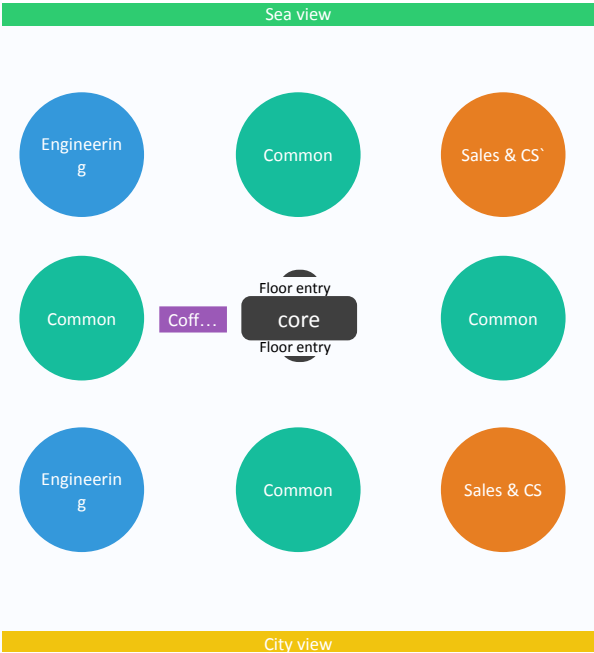 Sea view
Engineerin
g
Common
Sales & CS`
Common
Coff…
Floor entry
core
Floor entry
Common
Engineerin
g
Common
Sales & CS
City view